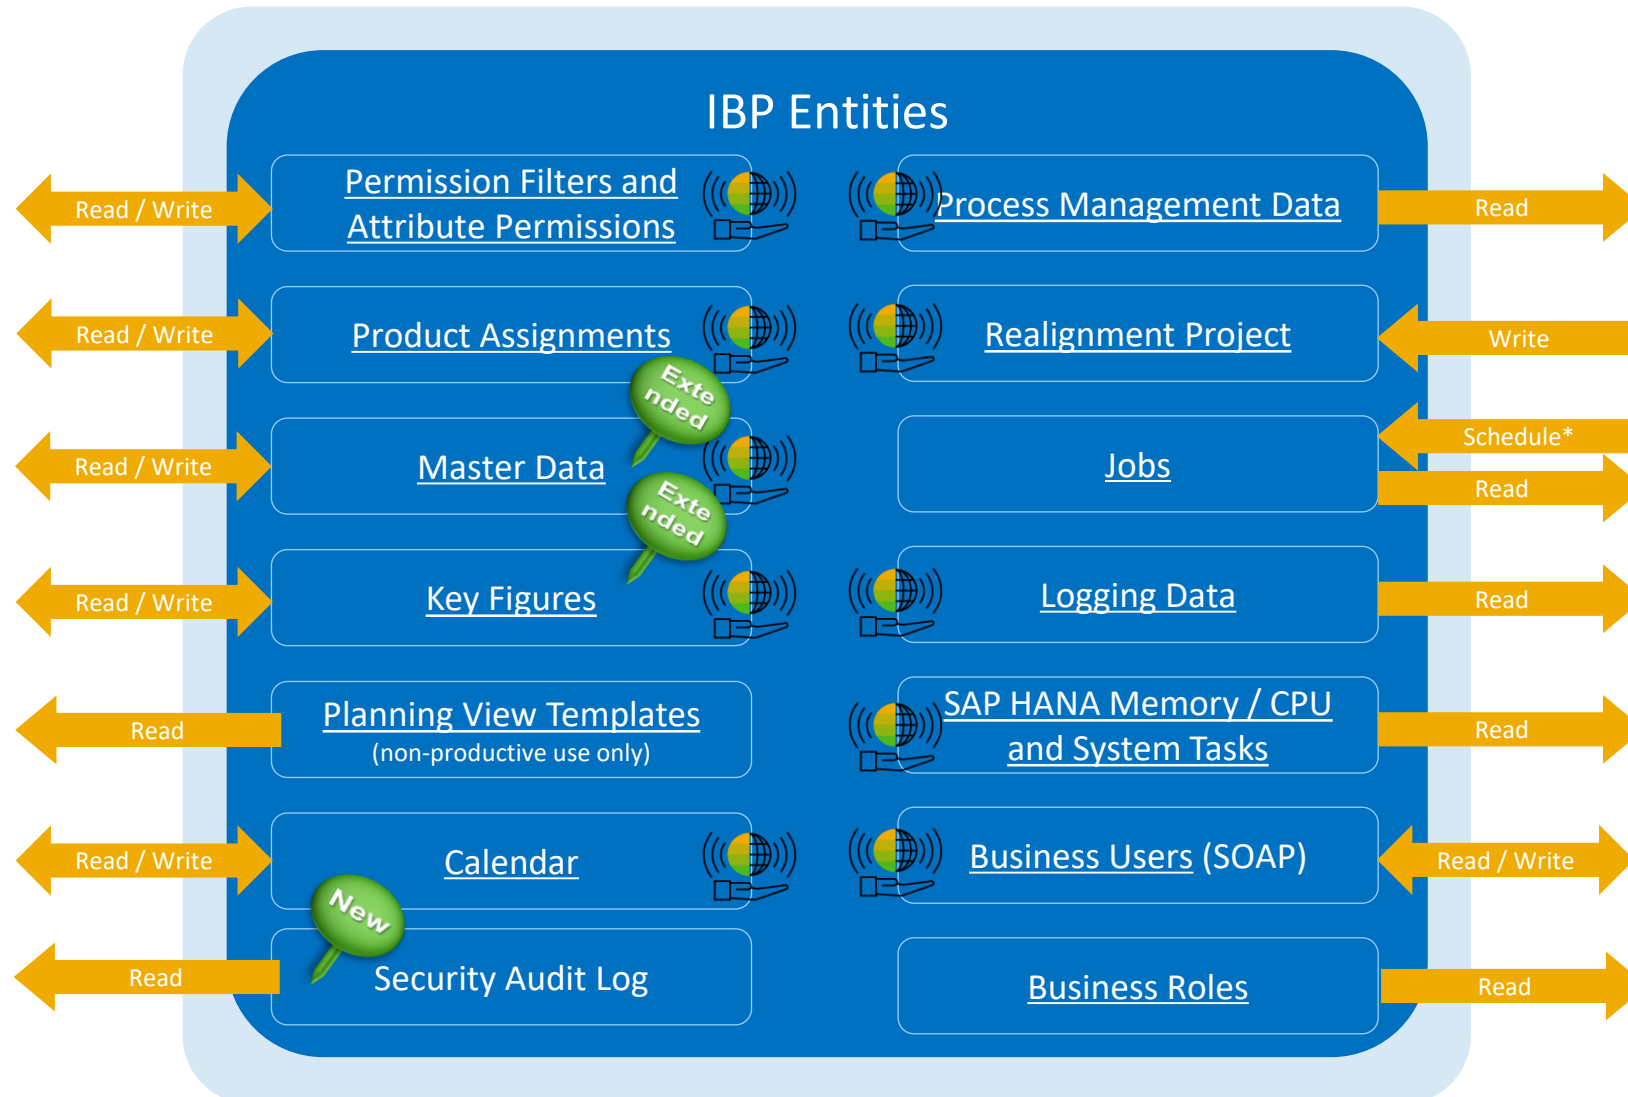 IBP Entities
Read / Write
Permission Filters and
Attribute Permissions
Process Management Data
Read
Read / Write
Product Assignments
Realignment Project
Write
Exte
nded
Read / Write
Master Data
Jobs
Schedule*
Read
Exte
nded
Read / Write
Key Figures
Logging Data
Read
Read
Planning View Templates
(non-productive use only)
SAP HANA Memory / CPU
and System Tasks
Read
Read / Write
Calendar
Business Users (SOAP)
Read / Write
New
Read
Security Audit Log
Business Roles
Read